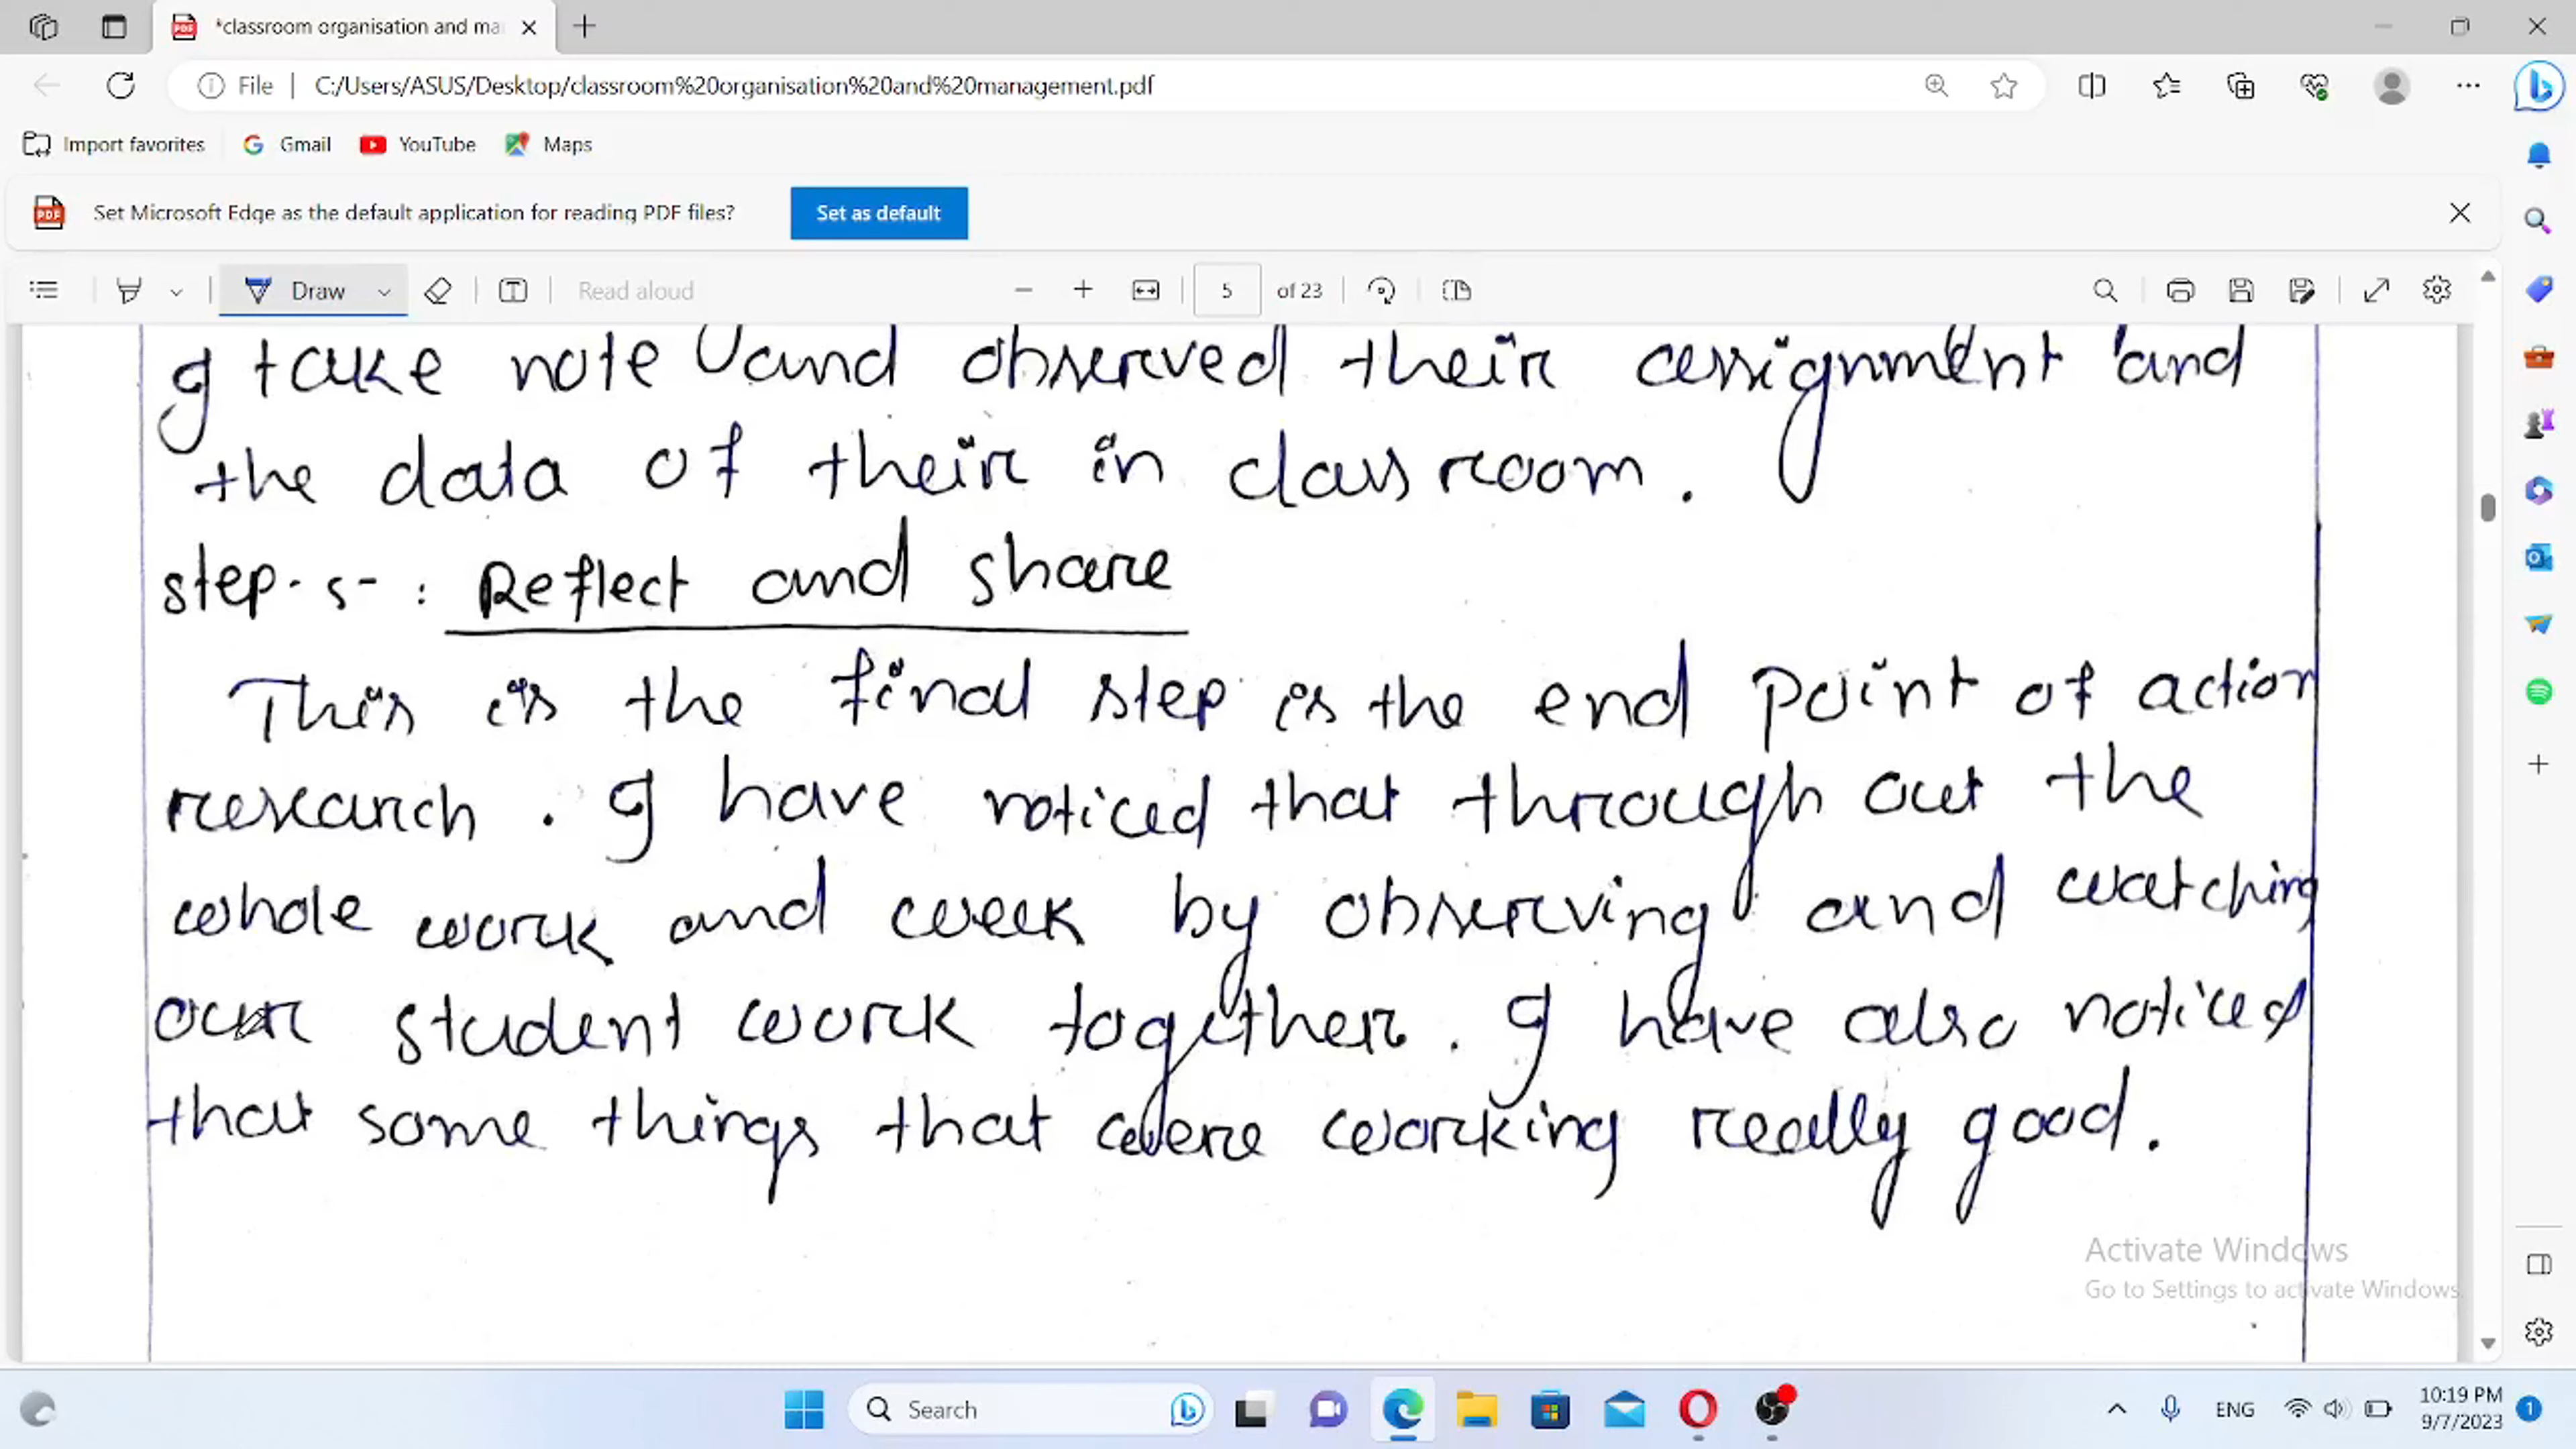 *classroom organisation and ma
File | C:/Users/ASUS/Desktop/classroom%20organisation%20and%20management.pdf
Import favorites Gmail YouTube Maps
Set Microsoft Edge as the default application for reading PDF files? Set as default
Draw Read aloud 5 of 23
I take note and observed their assignment and
the data of their in classroom.
step-5-: Reflect and share
This is the final step is the end point of action
research. I have noticed that through out the
whole work and week by observing and watching
our student work together. I have also noticed
that some things that were working really good.
Activate Windows
Go to Settings to activate Windows.
Search
ENG
10:19 PM
9/7/2023
1